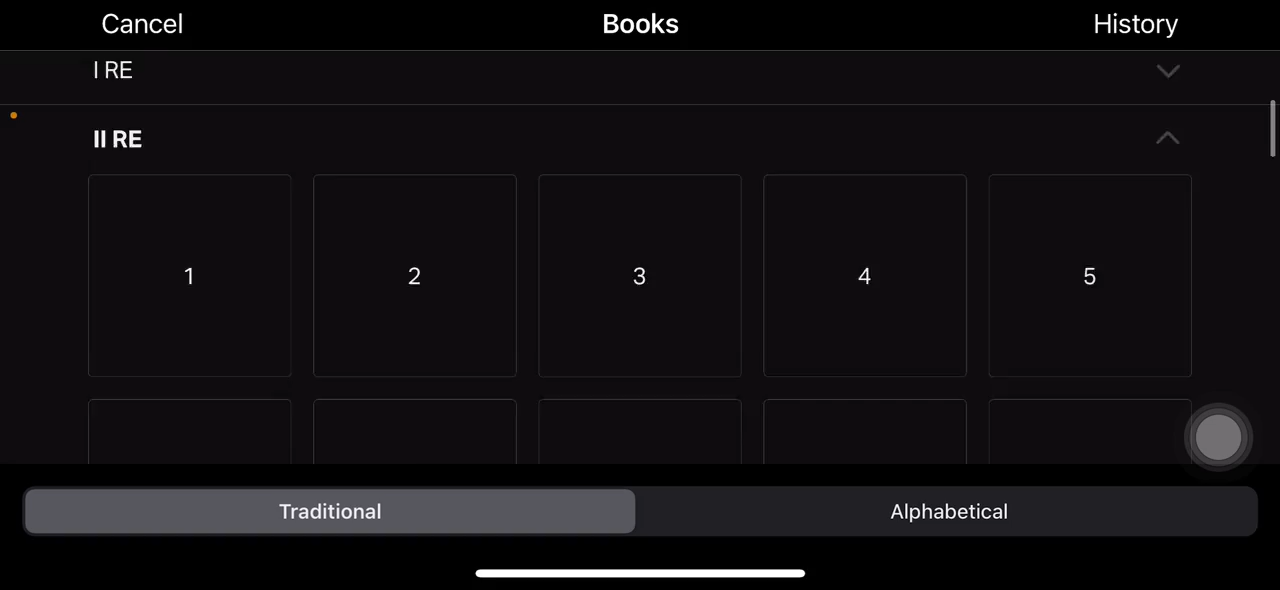 Cancel Books History
I RE
II RE
1 2 3 4 5
Traditional Alphabetical